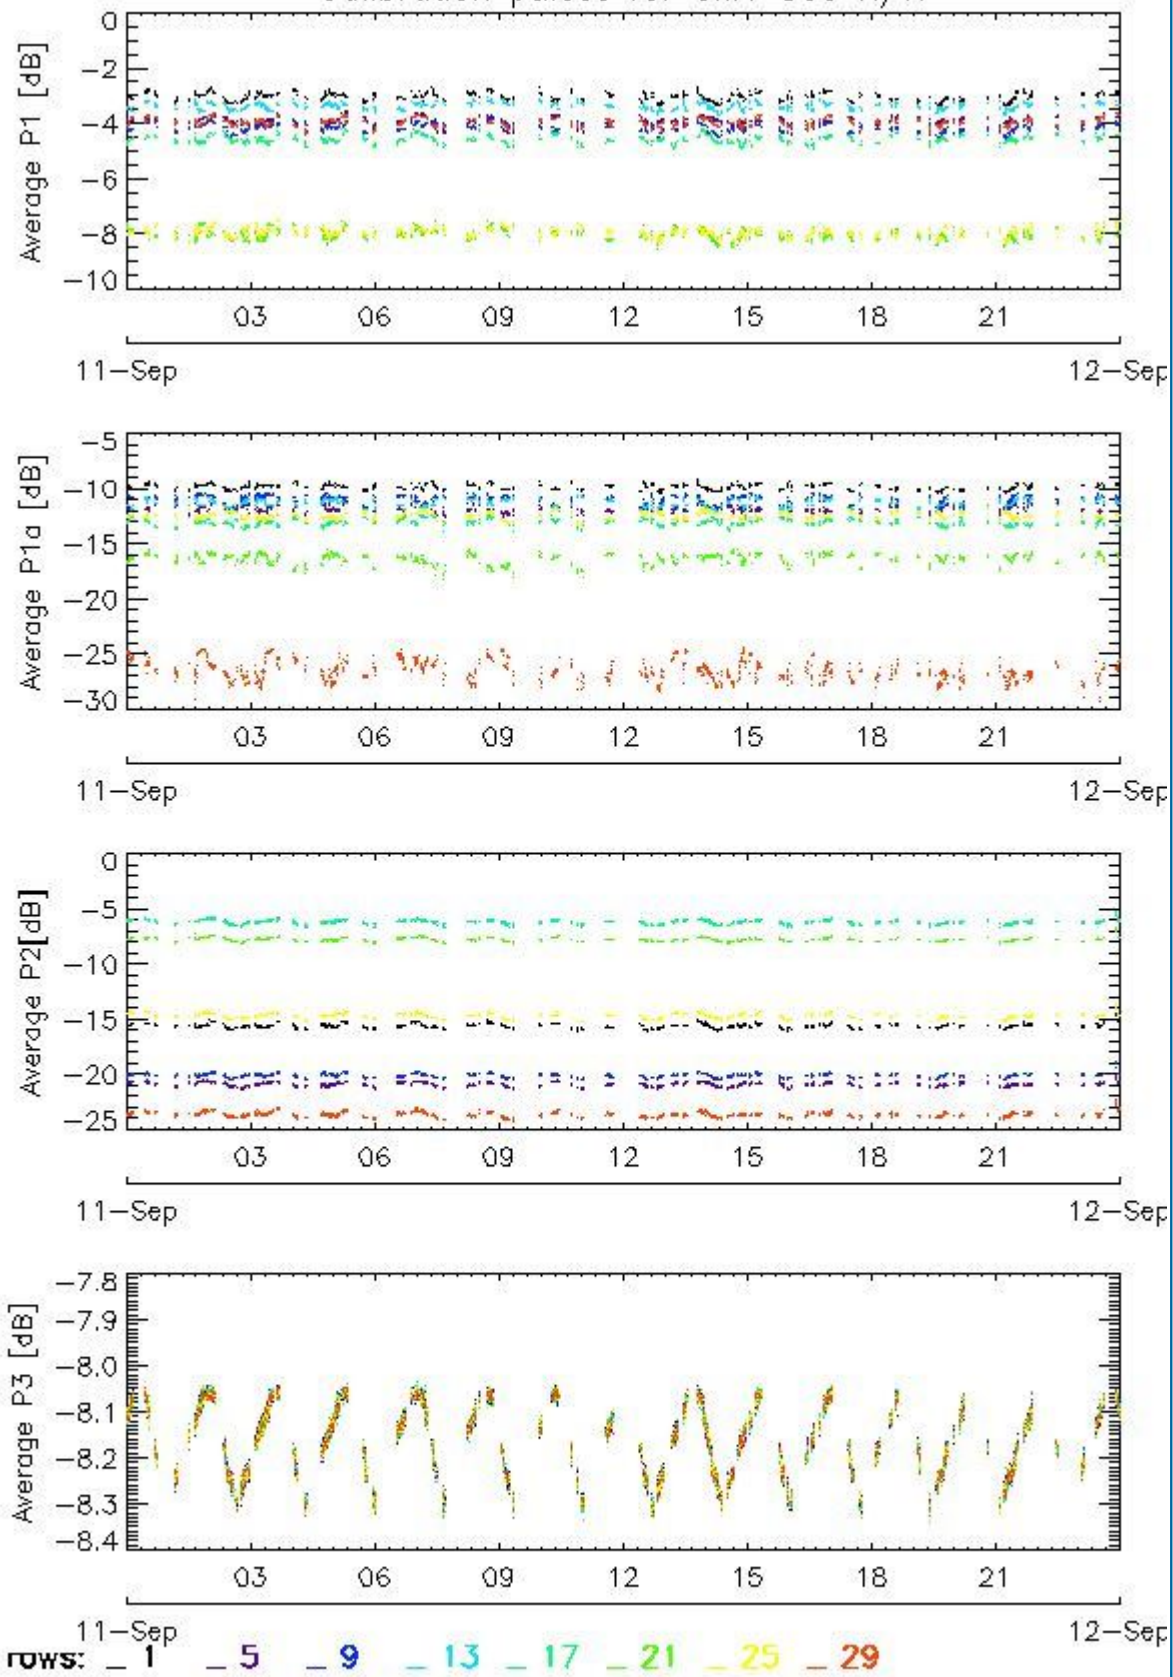 0
−2
−4
−6
−8
−10
Average P1 [dB]
03 06 09 12 15 18 21
11−Sep 12−Sep
−5
−10
−15
−20
−25
−30
Average P1a [dB]
03 06 09 12 15 18 21
11−Sep 12−Sep
0
−5
−10
−15
−20
−25
Average P2[dB]
03 06 09 12 15 18 21
11−Sep 12−Sep
−7.8
−7.9
−8.0
−8.1
−8.2
−8.3
−8.4
Average P3 [dB]
03 06 09 12 15 18 21
11−Sep 12−Sep
rows: _ 1 _ 5 _ 9 _ 13 _ 17 _ 21 _ 25 _ 29